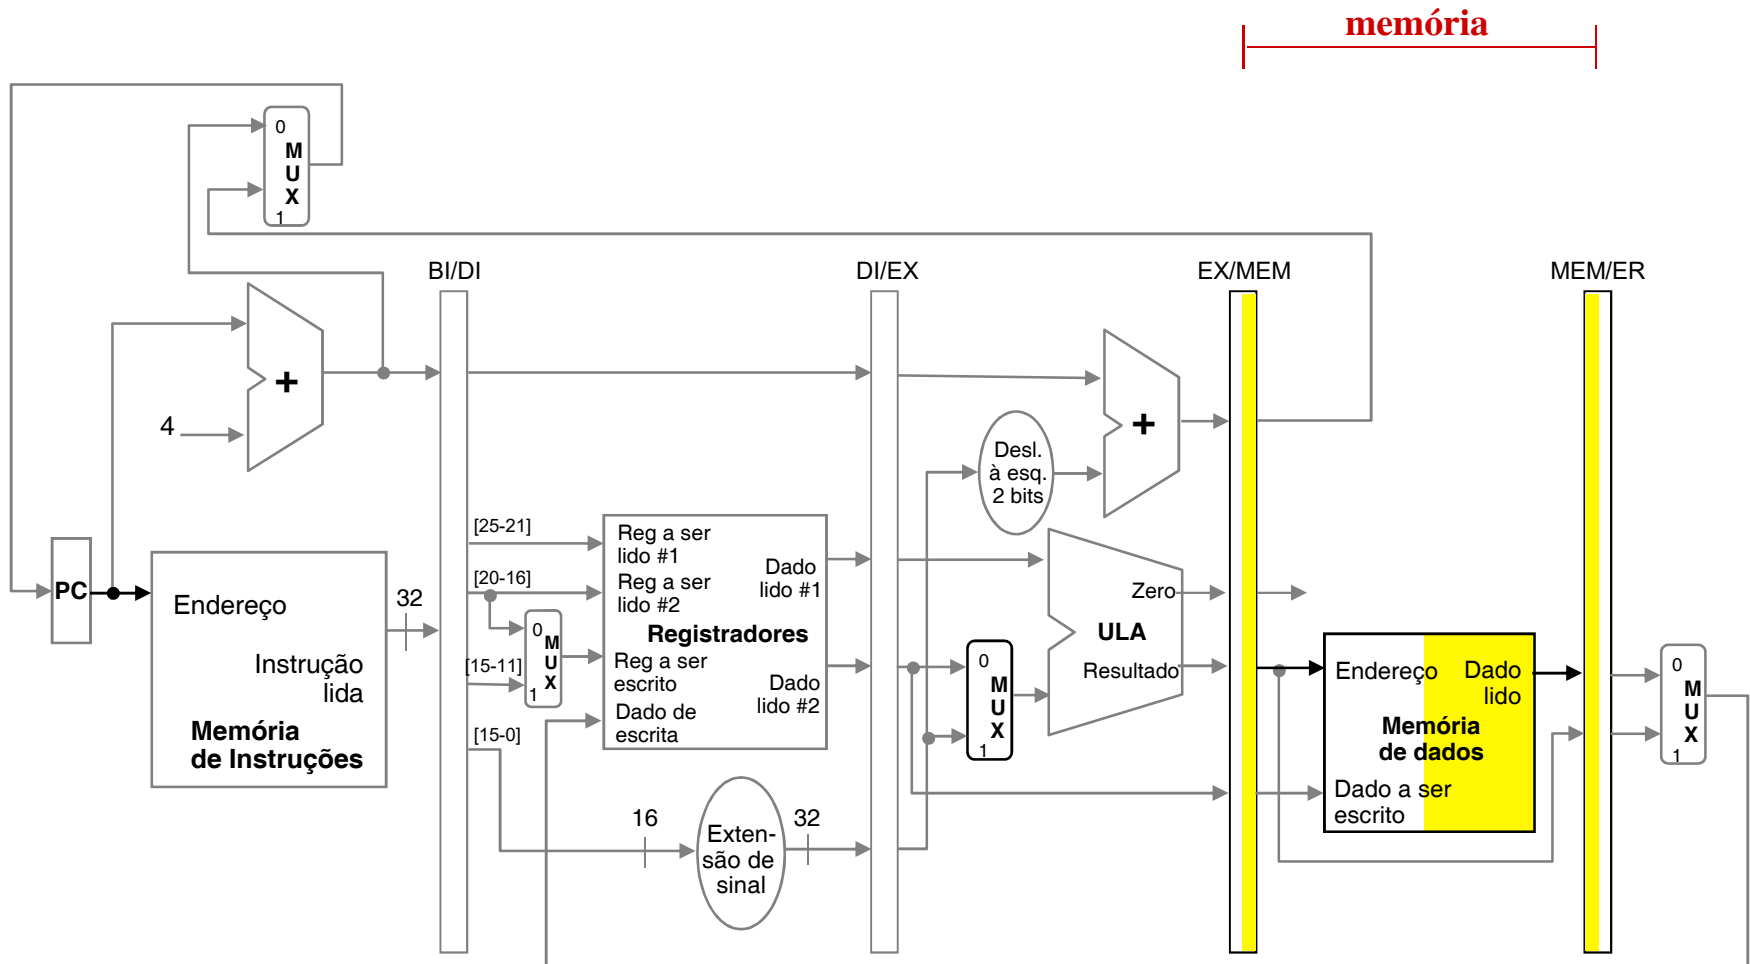 memória
0
M
U
X
1
BI/DI
DI/EX
EX/MEM
MEM/ER
+
4
+
Desl.
à esq.
2 bits
[25-21]
[20-16]
[15-11]
[15-0]
PC
Endereço
Instrução
lida
Memória
de Instruções
32
0
M
U
X
1
Reg a ser
lido #1
Reg a ser
lido #2
Registradores
Reg a ser
escrito
Dado de
escrita
Dado
lido #1
Dado
lido #2
16
Exten-
são de
sinal
32
0
M
U
X
1
Zero
ULA
Resultado
Endereço
Dado
lido
Memória
de dados
Dado a ser
escrito
0
M
U
X
1